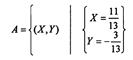 A = {(X,Y) | {X = 11/13
Y = -3/13